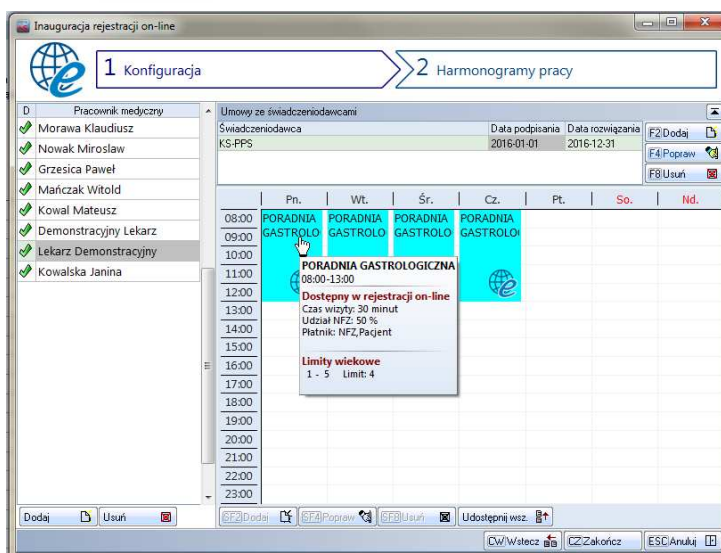 Inauguracja rejestracji on-line
1 Konfiguracja
2 Harmonogramy pracy
D Pracownik medyczny
Morawa Klaudiusz
Nowak Mirosław
Grzesica Paweł
Mańczak Witold
Kowal Mateusz
Demonstracyjny Lekarz
Lekarz Demonstracyjny
Kowalska Janina
Umowy ze świadczeniodawcami
Świadczeniodawca Data podpisania Data rozwiązania
KS-PPS 2016-01-01 2016-12-31
F2 Dodaj
F4 Popraw
F8 Usuń
Pn. Wt. Śr. Cz. Pt. So. Nd.
08:00 PORADNIA PORADNIA PORADNIA PORADNIA
09:00 GASTROLO GASTROLO GASTROLO GASTROLO
10:00
11:00
12:00
13:00
14:00
15:00
16:00
17:00
18:00
19:00
20:00
21:00
22:00
23:00
PORADNIA GASTROLOGICZNA
08:00-13:00
Dostępny w rejestracji on-line
Czas wizyty: 30 minut
Udział NFZ: 50 %
Płatnik: NFZ,Pacjent
Limity wiekowe
1 - 5 Limit: 4
Dodaj Usuń
SF2 Dodaj SF4 Popraw SF8 Usuń Udostępnij wsz.
CW Wstecz CZ Zakończ ESC Anuluj